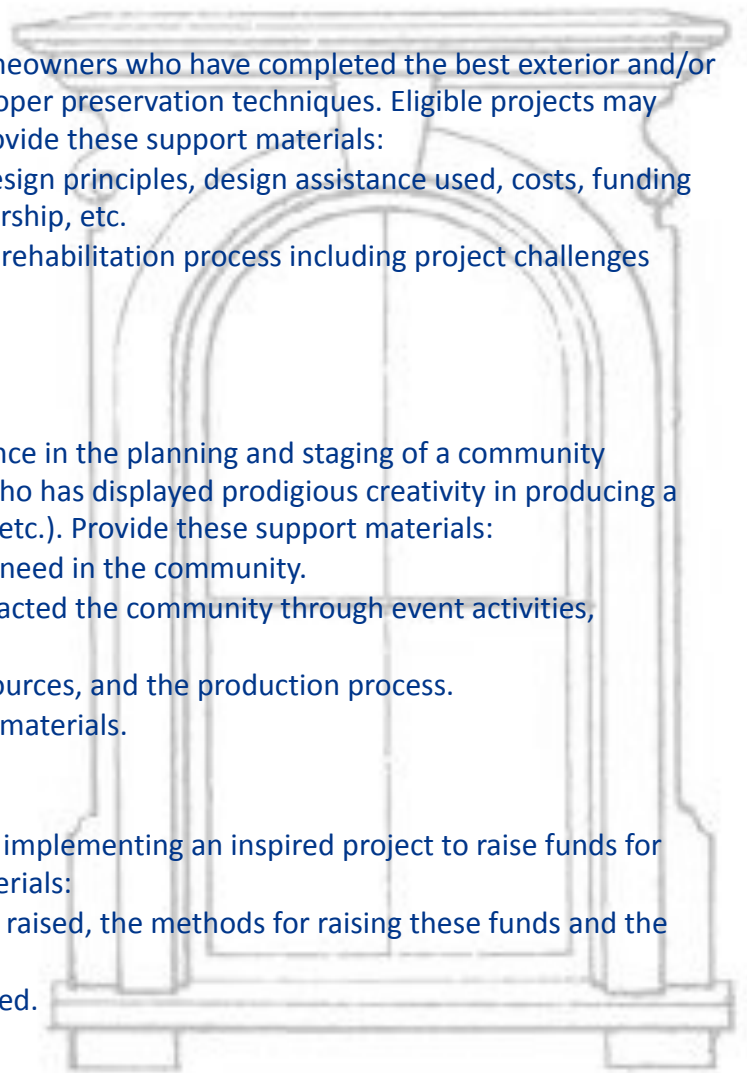 meowners who have completed the best exterior and/or
oper preservation techniques. Eligible projects may
ovide these support materials:
esign principles, design assistance used, costs, funding
rship, etc.
rehabilitation process including project challenges
nce in the planning and staging of a community
ho has displayed prodigious creativity in producing a
etc.). Provide these support materials:
need in the community.
acted the community through event activities,
ources, and the production process.
materials.
implementing an inspired project to raise funds for
erials:
raised, the methods for raising these funds and the
ed.